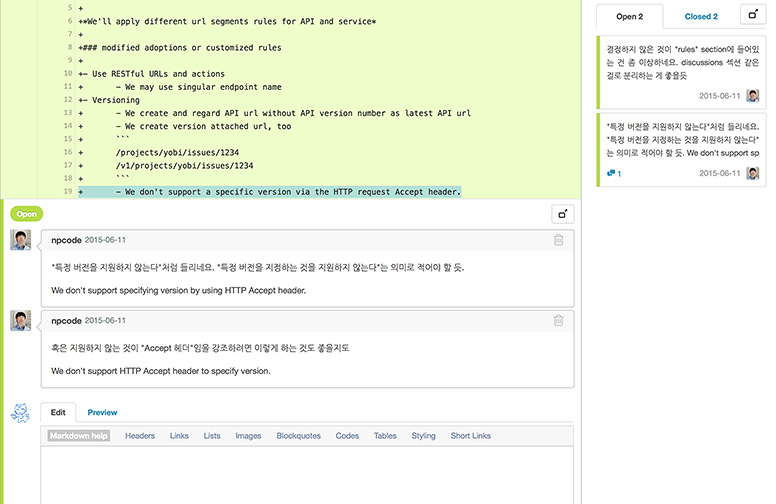 5 +
6 +*We'll apply different url segments rules for API and service*
7 +
8 +### modified adoptions or customized rules
9 +
10 +- Use RESTful URLs and actions
11 + - We may use singular endpoint name
12 +- Versioning
13 + - We create and regard API url without API version number as latest API url
14 + - We create version attached url, too
15 + ```
16 + /projects/yobi/issues/1234
17 + /v1/projects/yobi/issues/1234
18 + ```
19 + - We don't support a specific version via the HTTP request Accept header.
Open
npcode 2015-06-11
"특정 버전을 지원하지 않는다"처럼 들리네요. "특정 버전을 지정하는 것을 지원하지 않는다"는 의미로 적어야 할 듯.
We don't support specifying version by using HTTP Accept header.
npcode 2015-06-11
혹은 지원하지 않는 것이 "Accept 헤더"임을 강조하려면 이렇게 하는 것도 좋을지도
We don't support HTTP Accept header to specify version.
Edit Preview
Markdown help Headers Links Lists Images Blockquotes Codes Tables Styling Short Links
Open 2 Closed 2
결정하지 않은 것이 "rules" section에 들어있
는 건 좀 이상하네요. discussions 섹션 같은
걸로 분리하는 게 좋을듯
2015-06-11
"특정 버전을 지원하지 않는다"처럼 들리네요.
"특정 버전을 지정하는 것을 지원하지 않는다"
는 의미로 적어야 할 듯. We don't support sp
1 2015-06-11